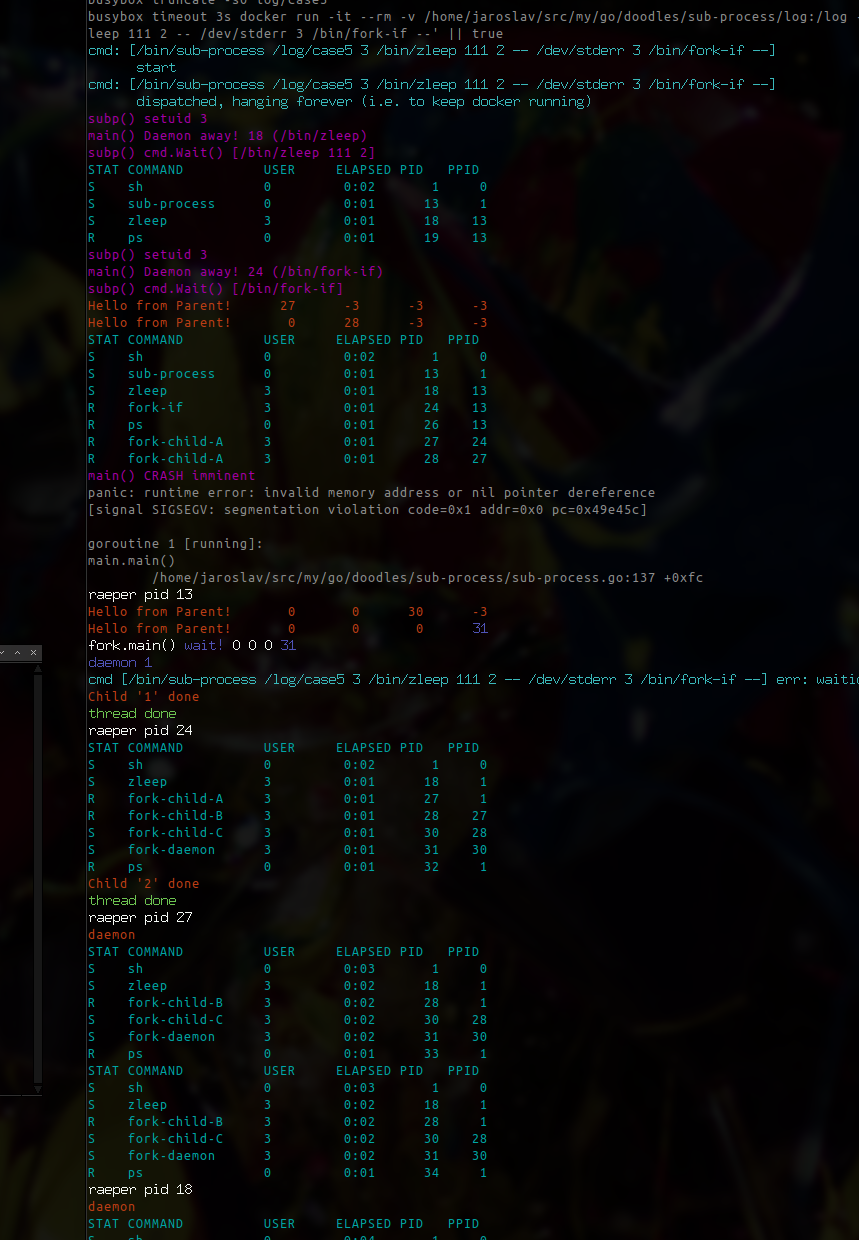 busybox truncate -s0 log/case5
busybox timeout 3s docker run -it --rm -v /home/jaroslav/src/my/go/doodles/sub-process/log:/log
leep 111 2 -- /dev/stderr 3 /bin/fork-if --' || true
cmd: [/bin/sub-process /log/case5 3 /bin/zleep 111 2 -- /dev/stderr 3 /bin/fork-if --]
start
cmd: [/bin/sub-process /log/case5 3 /bin/zleep 111 2 -- /dev/stderr 3 /bin/fork-if --]
dispatched, hanging forever (i.e. to keep docker running)
subp() setuid 3
main() Daemon away! 18 (/bin/zleep)
subp() cmd.Wait() [/bin/zleep 111 2]
STAT COMMAND USER ELAPSED PID PPID
S sh 0 0:02 1 0
S sub-process 0 0:01 13 1
S zleep 3 0:01 18 13
R ps 0 0:01 19 13
subp() setuid 3
main() Daemon away! 24 (/bin/fork-if)
subp() cmd.Wait() [/bin/fork-if]
Hello from Parent! 27 -3 -3 -3
Hello from Parent! 0 28 -3 -3
STAT COMMAND USER ELAPSED PID PPID
S sh 0 0:02 1 0
S sub-process 0 0:01 13 1
S zleep 3 0:01 18 13
R fork-if 3 0:01 24 13
R ps 0 0:01 26 13
R fork-child-A 3 0:01 27 24
R fork-child-A 3 0:01 28 27
main() CRASH imminent
panic: runtime error: invalid memory address or nil pointer dereference
[signal SIGSEGV: segmentation violation code=0x1 addr=0x0 pc=0x49e45c]
goroutine 1 [running]:
main.main()
/home/jaroslav/src/my/go/doodles/sub-process/sub-process.go:137 +0xfc
raeper pid 13
Hello from Parent! 0 0 30 -3
Hello from Parent! 0 0 0 31
fork.main() wait! 0 0 0 31
daemon 1
cmd [/bin/sub-process /log/case5 3 /bin/zleep 111 2 -- /dev/stderr 3 /bin/fork-if --] err: waitid
Child '1' done
thread done
raeper pid 24
STAT COMMAND USER ELAPSED PID PPID
S sh 0 0:02 1 0
S zleep 3 0:01 18 1
R fork-child-A 3 0:01 27 1
R fork-child-B 3 0:01 28 27
S fork-child-C 3 0:01 30 28
S fork-daemon 3 0:01 31 30
R ps 0 0:01 32 1
Child '2' done
thread done
raeper pid 27
daemon
STAT COMMAND USER ELAPSED PID PPID
S sh 0 0:03 1 0
S zleep 3 0:02 18 1
R fork-child-B 3 0:02 28 1
S fork-child-C 3 0:02 30 28
S fork-daemon 3 0:02 31 30
R ps 0 0:01 33 1
STAT COMMAND USER ELAPSED PID PPID
S sh 0 0:03 1 0
S zleep 3 0:02 18 1
R fork-child-B 3 0:02 28 1
S fork-child-C 3 0:02 30 28
S fork-daemon 3 0:02 31 30
R ps 0 0:01 34 1
raeper pid 18
daemon
STAT COMMAND USER ELAPSED PID PPID
S sh 0 0:04 1 0